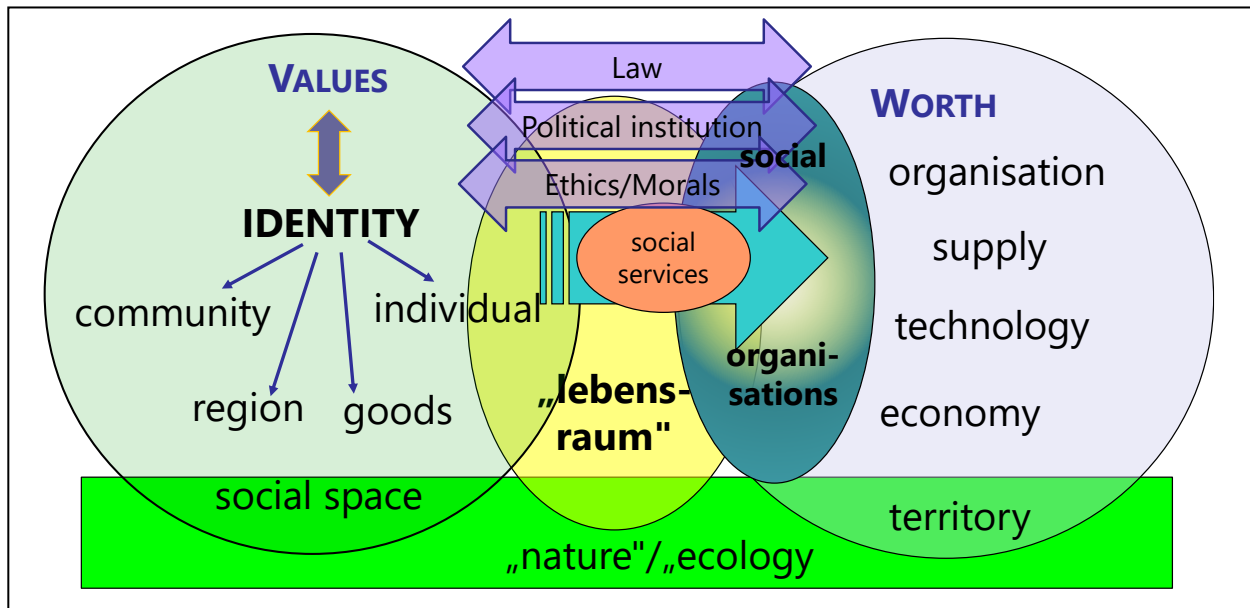 VALUES
IDENTITY
community
individual
region
goods
social space
Law
Political institution
Ethics/Morals
social
services
„lebens-
raum"
social
organi-
sations
WORTH
organisation
supply
technology
economy
territory
„nature"/„ecology